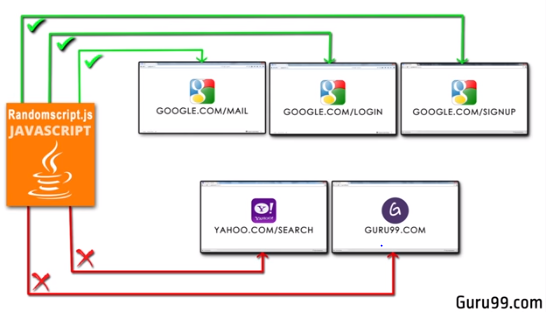 Randomscript.js
JAVASCRIPT
GOOGLE.COM/MAIL
GOOGLE.COM/LOGIN
GOOGLE.COM/SIGNUP
Y!
YAHOO!
YAHOO.COM/SEARCH
G
GURU99.COM
Guru99.com